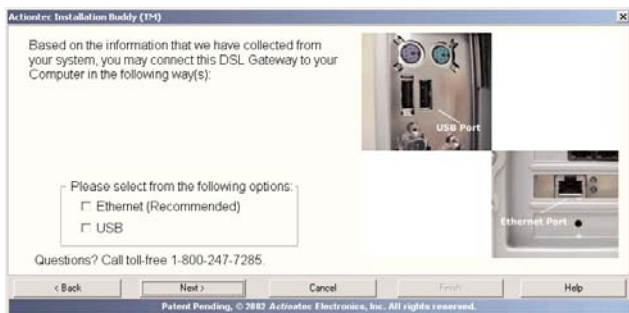 Actiontec Installation Buddy (TM)
Based on the information that we have collected from
your system, you may connect this DSL Gateway to your
Computer in the following way(s):
USB Port
Ethernet Port
Please select from the following options:
Ethernet (Recommended)
USB
Questions? Call toll-free 1-800-247-7285.
< Back
Next >
Cancel
Finish
Help
Patent Pending, © 2002 Actiontec Electronics, Inc. All rights reserved.